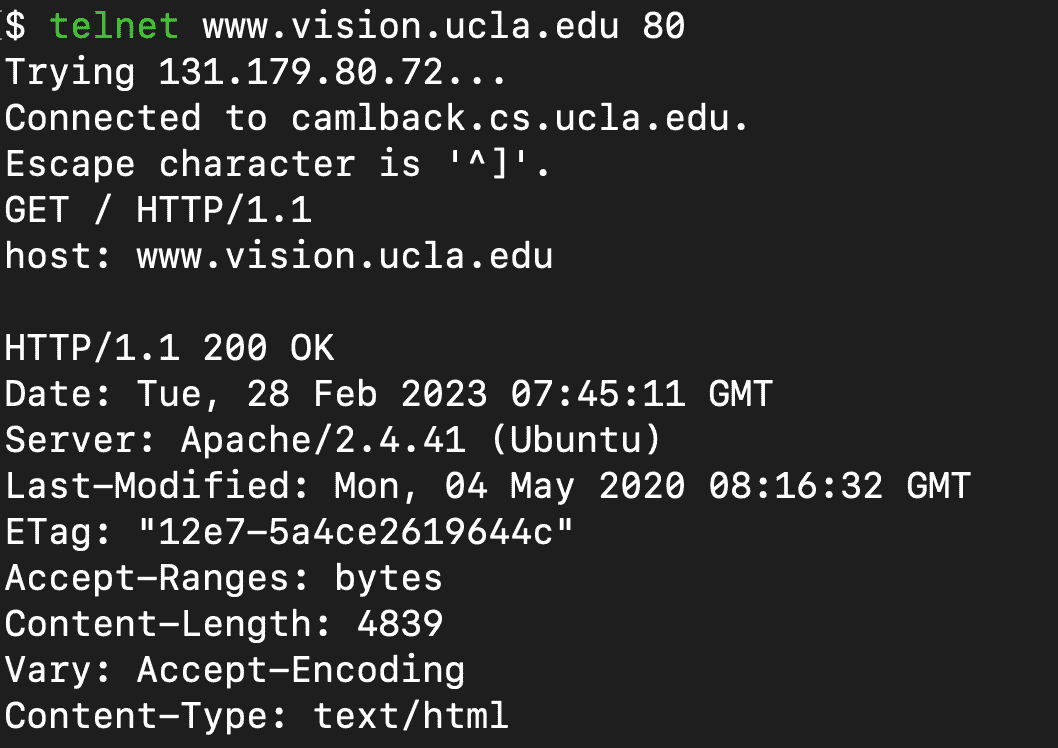 $ telnet www.vision.ucla.edu 80
Trying 131.179.80.72...
Connected to camlback.cs.ucla.edu.
Escape character is '^]'.
GET / HTTP/1.1
host: www.vision.ucla.edu

HTTP/1.1 200 OK
Date: Tue, 28 Feb 2023 07:45:11 GMT
Server: Apache/2.4.41 (Ubuntu)
Last-Modified: Mon, 04 May 2020 08:16:32 GMT
ETag: "12e7-5a4ce2619644c"
Accept-Ranges: bytes
Content-Length: 4839
Vary: Accept-Encoding
Content-Type: text/html